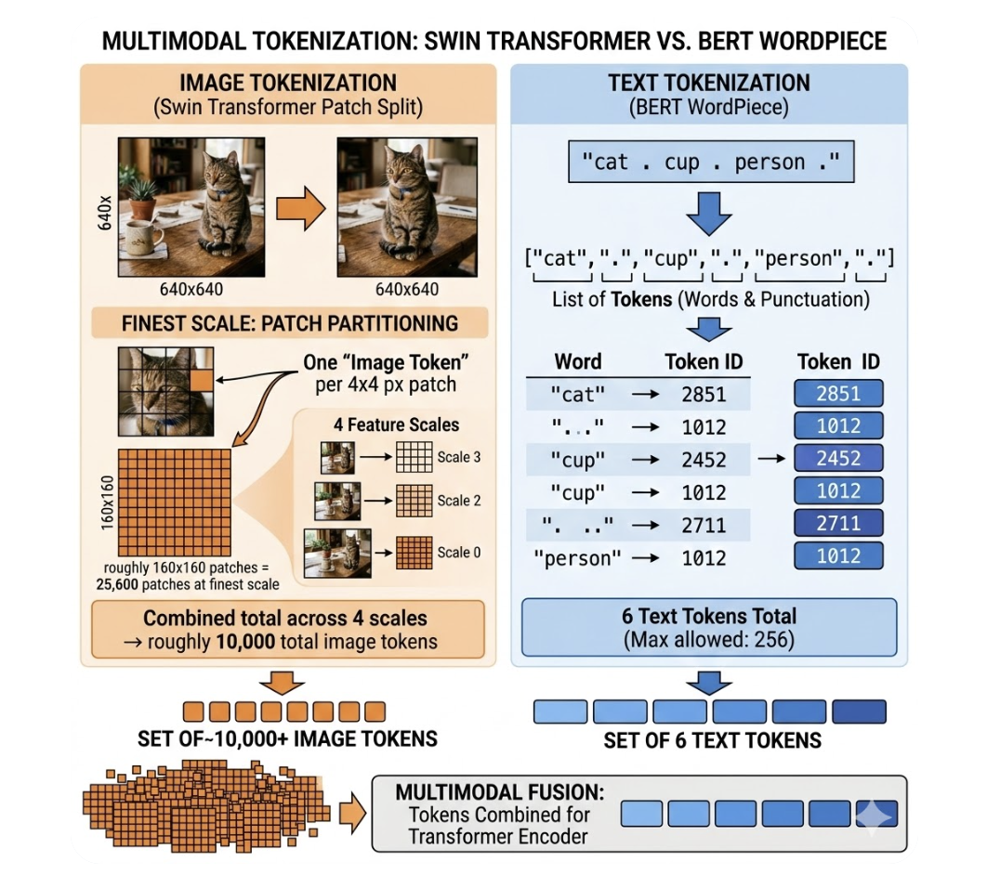 MULTIMODAL TOKENIZATION: SWIN TRANSFORMER VS. BERT WORDPIECE
IMAGE TOKENIZATION
(Swin Transformer Patch Split)
640x
640x640
640x640
FINEST SCALE: PATCH PARTITIONING
One “Image Token”
per 4x4 px patch
4 Feature Scales
Scale 3
Scale 2
Scale 0
160x160
roughly 160x160 patches =
25,600 patches at finest scale
Combined total across 4 scales
→ roughly 10,000 total image tokens
SET OF~10,000+ IMAGE TOKENS
TEXT TOKENIZATION
(BERT WordPiece)
"cat . cup . person ."
["cat", ".", "cup", ".", "person", "."]
List of Tokens (Words & Punctuation)
Word Token ID Token ID
"cat" → 2851 2851
"..." → 1012 1012
"cup" → 2452 → 2452
"cup" → 1012 1012
". .." → 2711 2711
"person" → 1012 1012
6 Text Tokens Total
(Max allowed: 256)
SET OF 6 TEXT TOKENS
MULTIMODAL FUSION:
Tokens Combined for
Transformer Encoder